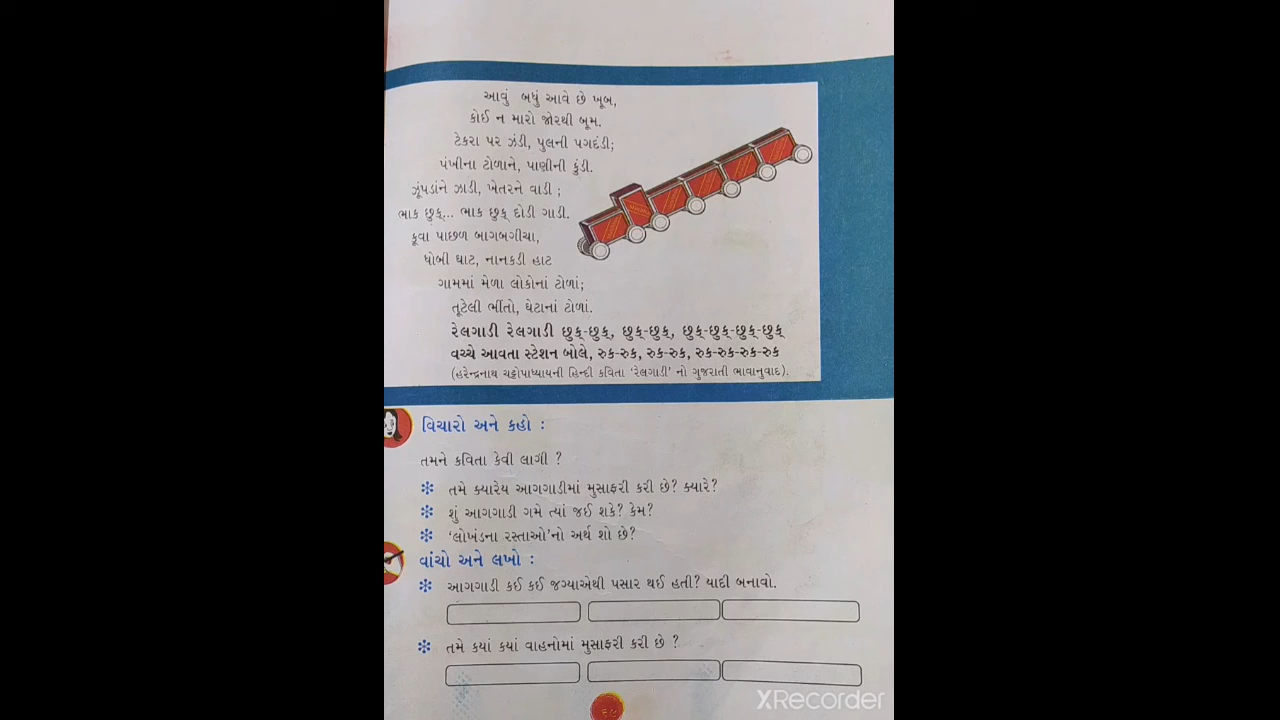 આવું બધું આવે છે ખૂબ,
કોઈ ન મારો જોરથી બૂમ.
ટેકરા પર ઝંડી, પુલની પગદંડી;
પંખીના ટોળાને, પાણીની કુંડી.
ઝૂંપડાંને ઝાડી, ખેતરને વાડી ;
ભાક છુક્... ભાક છુક્ દોડી ગાડી.
કૂવા પાછળ બાગબગીચા,
ધોબી ઘાટ, નાનકડી હાટ
ગામમાં મેળા લોકોનાં ટોળાં;
તૂટેલી ભીંતો, ઘેટાનાં ટોળાં.
રેલગાડી રેલગાડી છુક્-છુક્, છુક્-છુક્, છુક્-છુક્-છુક્-છુક્
વચ્ચે આવતા સ્ટેશન બોલે, રુક-રુક, રુક-રુક, રુક-રુક-રુક-રુક
(હરેન્દ્રનાથ ચટ્ટોપાધ્યાયની હિન્દી કવિતા 'રેલગાડી' નો ગુજરાતી ભાવાનુવાદ).
વિચારો અને કહો :
તમને કવિતા કેવી લાગી ?
❇ તમે ક્યારેય આગગાડીમાં મુસાફરી કરી છે? ક્યારે?
❇ શું આગગાડી ગમે ત્યાં જઈ શકે? કેમ?
❇ 'લોખંડના રસ્તાઓ'નો અર્થ શો છે?
વાંચો અને લખો :
❇ આગગાડી કઈ કઈ જગ્યાએથી પસાર થઈ હતી? યાદી બનાવો.
❇ તમે કયાં કયાં વાહનોમાં મુસાફરી કરી છે ?
XRecorder